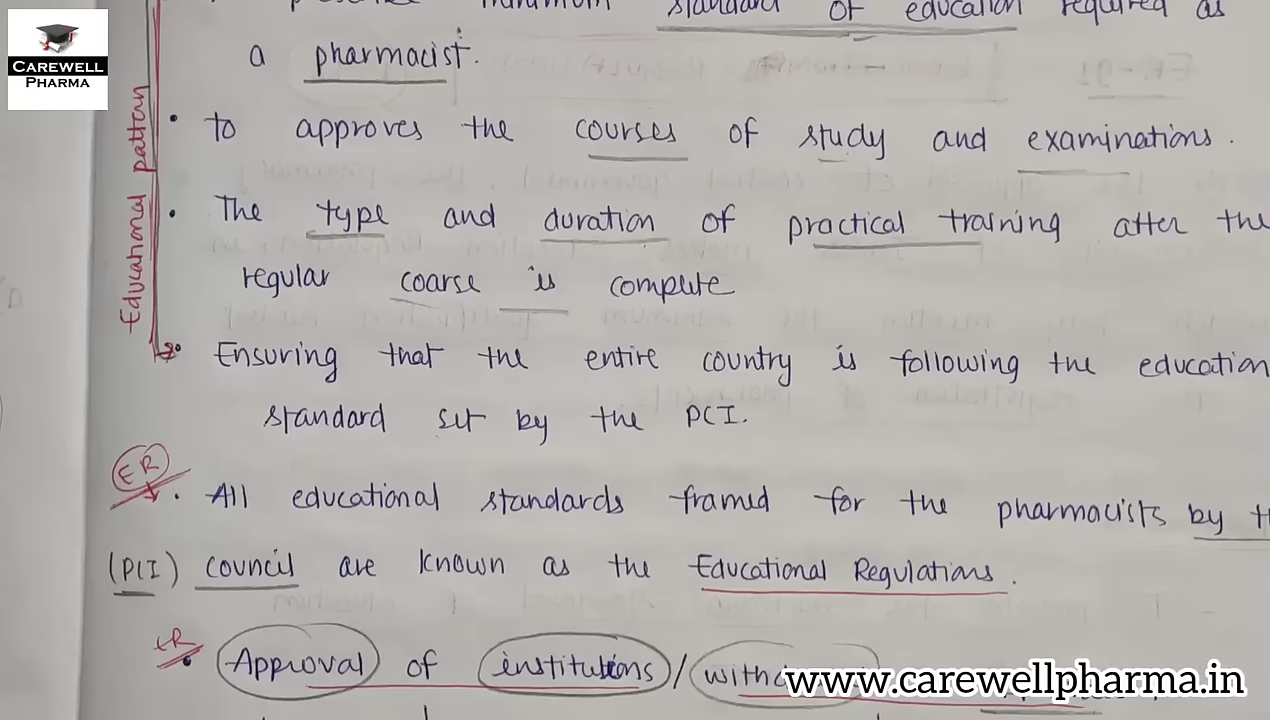 CAREWELL
PHARMA
standard of education required as
a pharmacist.
Educational pattan
• To approves the courses of study and examinations.
• The type and duration of practical training after the
regular coarse is compute
• Ensuring that the entire country is following the education
standard set by the PCI.
ER
• All educational standards framed for the pharmacists by
(PCI) council are known as the Educational Regulations.
ER
• Approval of institutions /
www.carewellpharma.in